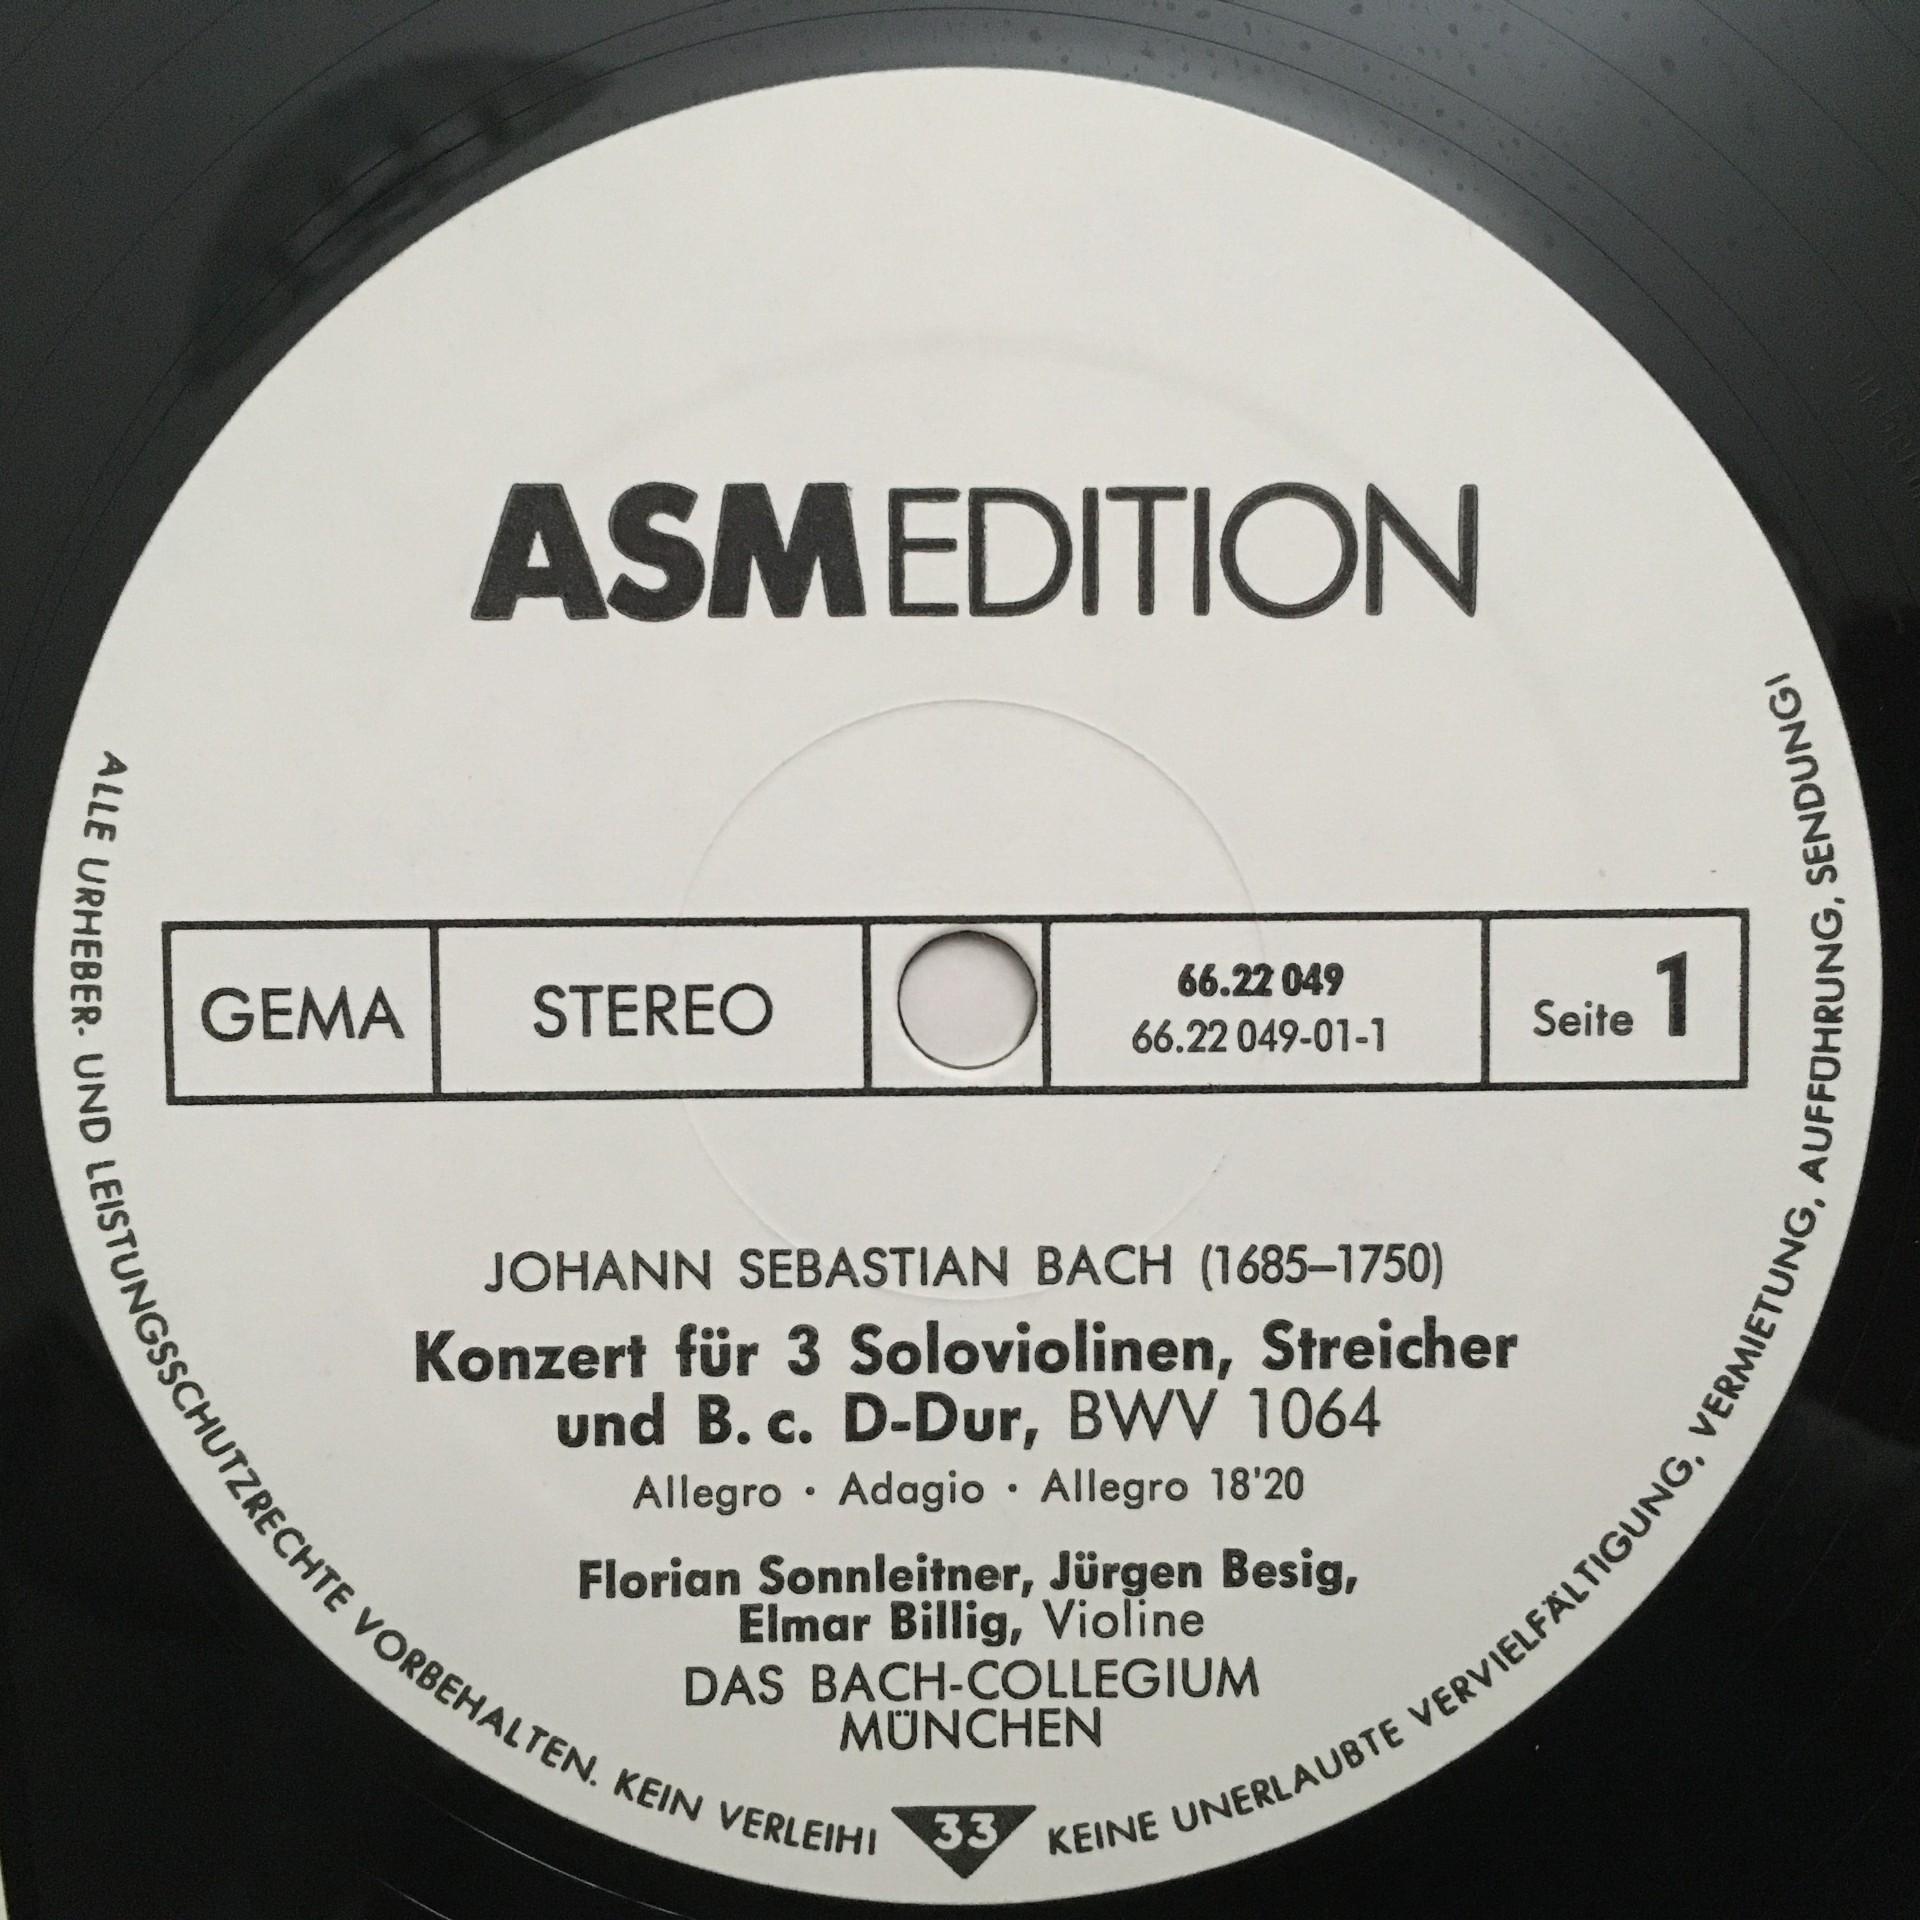 ASM EDITION
GEMA
STEREO
66.22 049
66.22 049-01-1
Seite 1
JOHANN SEBASTIAN BACH (1685–1750)
Konzert für 3 Soloviolinen, Streicher
und B. c. D-Dur, BWV 1064
Allegro · Adagio · Allegro 18'20
Florian Sonnleitner, Jürgen Besig,
Elmar Billig, Violine
DAS BACH-COLLEGIUM
MÜNCHEN
ALLE URHEBER- UND LEISTUNGSSCHUTZRECHTE VORBEHALTEN. KEIN VERLEIH!
33
KEINE UNERLAUBTE VERVIELFÄLTIGUNG, VERMIETUNG, AUFFÜHRUNG, SENDUNG!